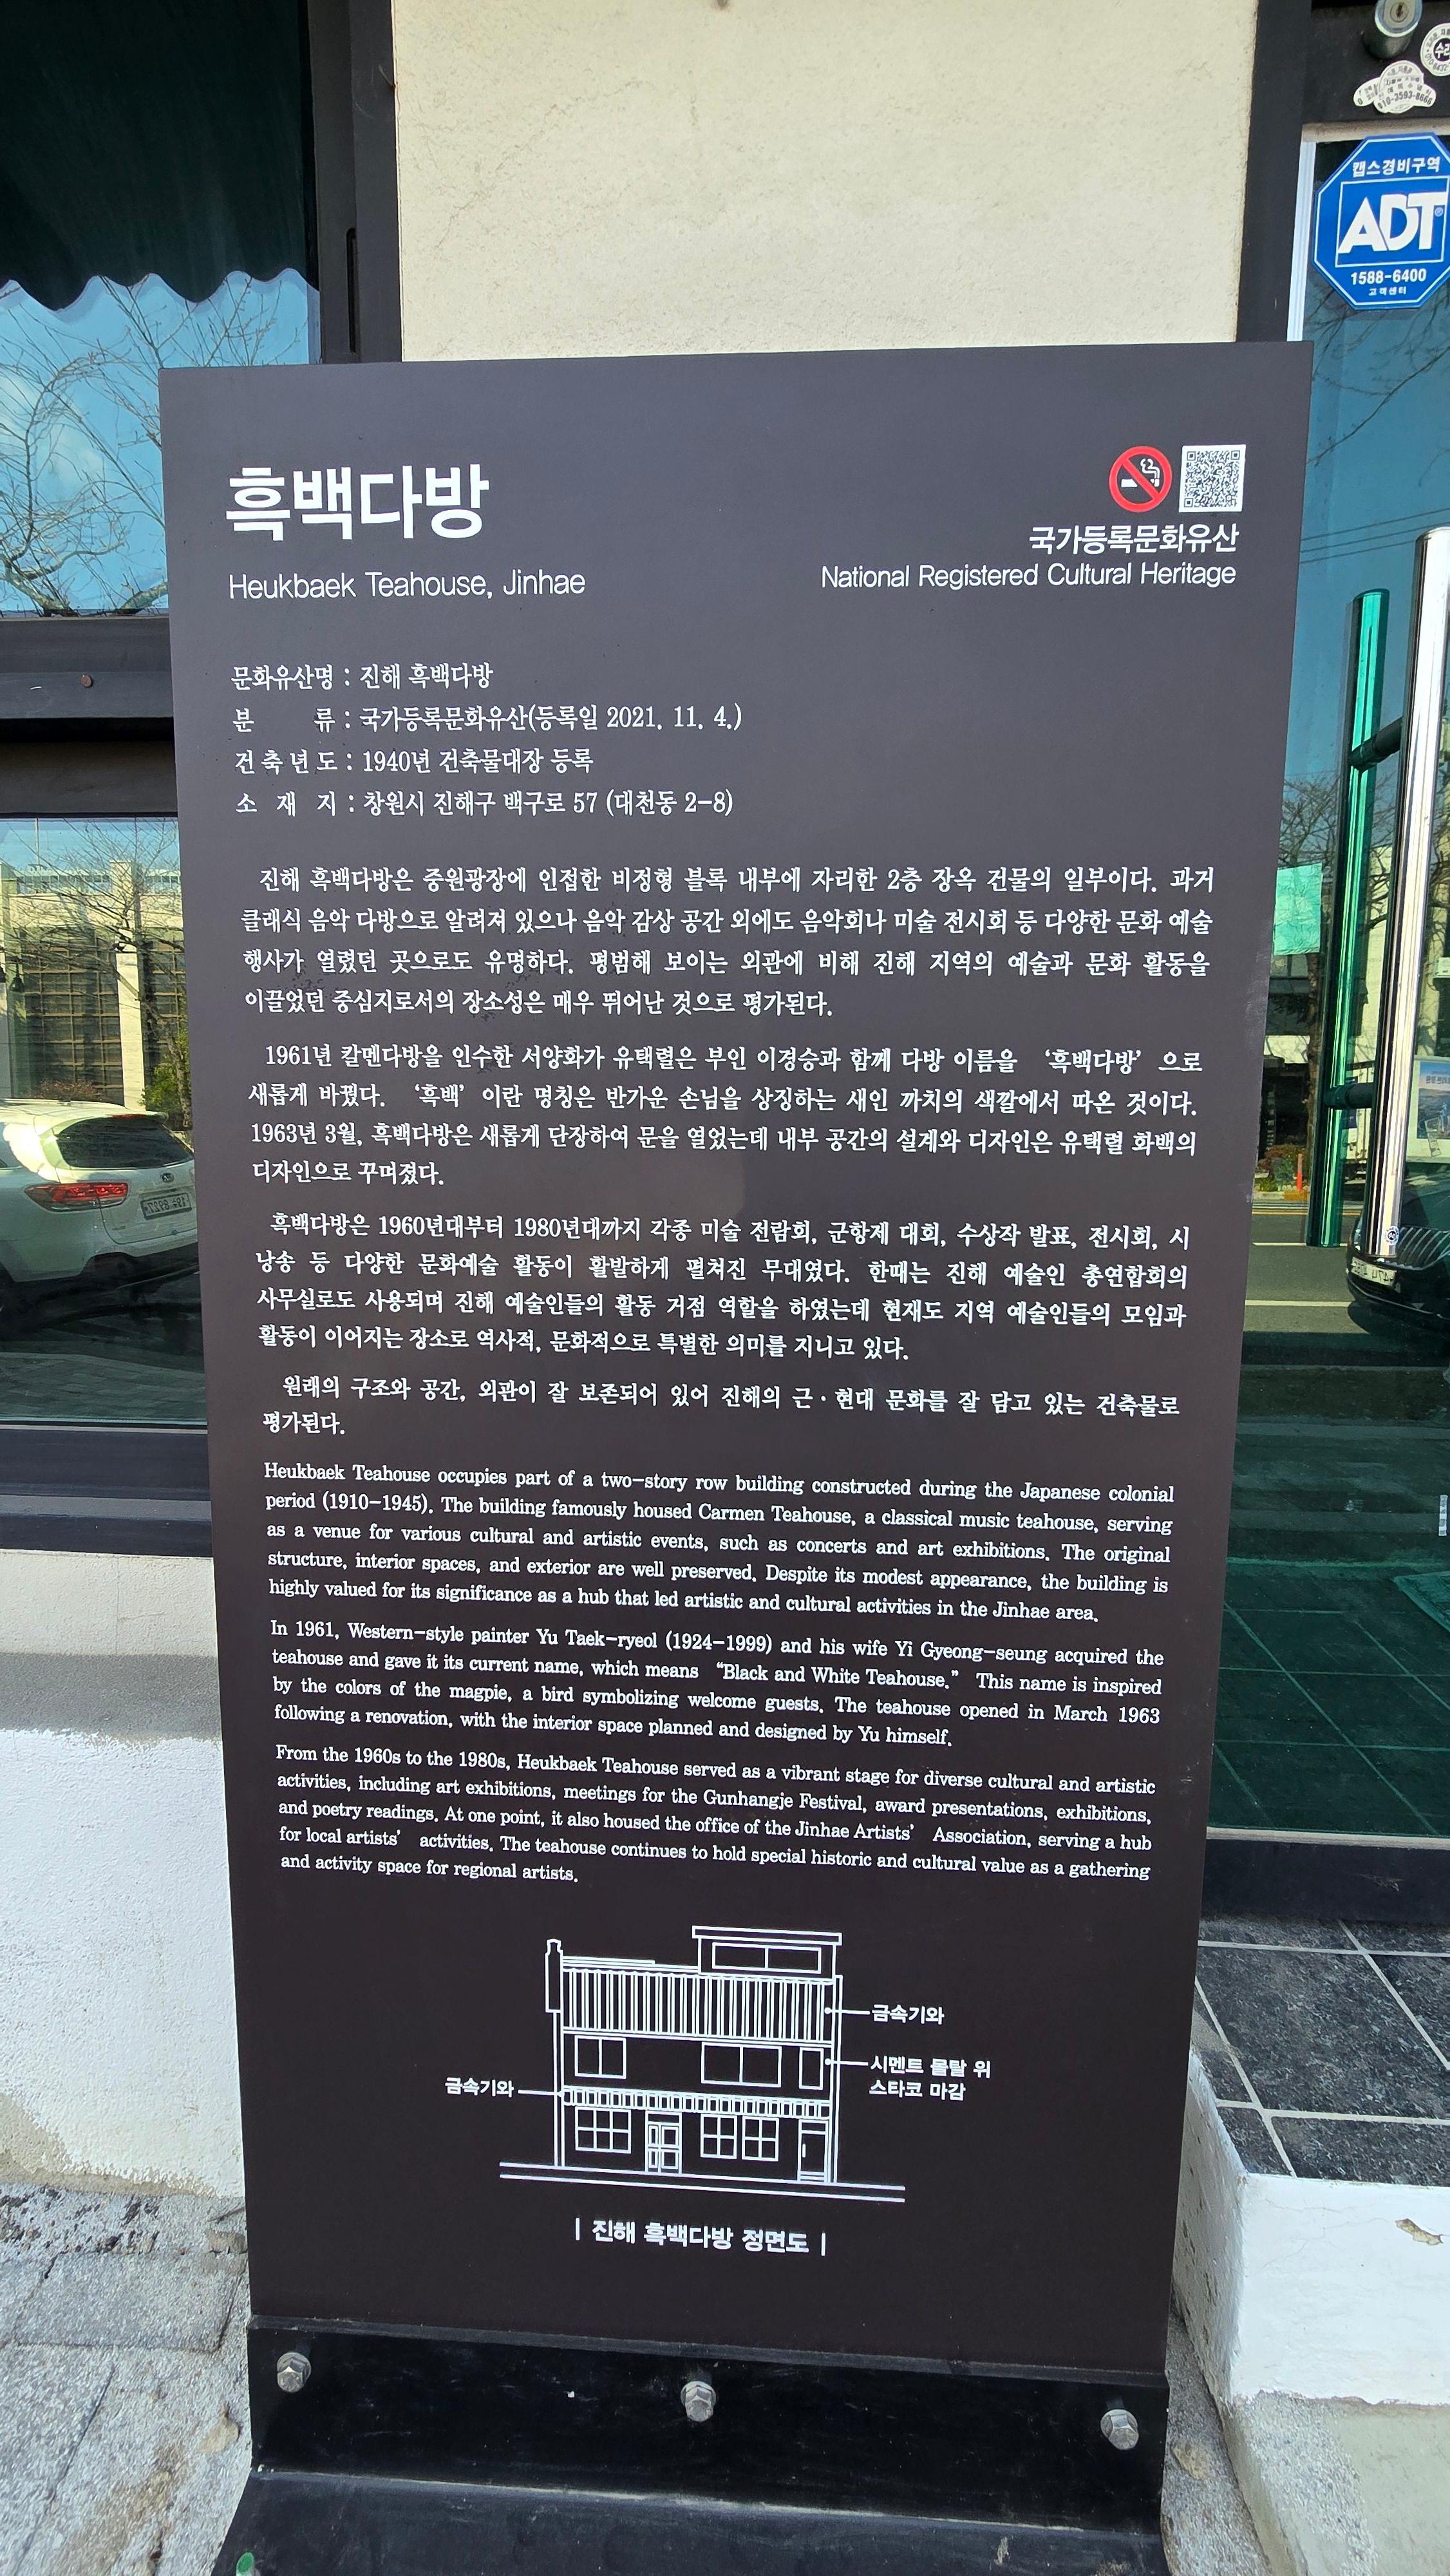 캡스경비구역
ADT
1588-6400
고객센터
흑백다방
Heukbaek Teahouse, Jinhae
국가등록문화유산
National Registered Cultural Heritage
문화유산명 : 진해 흑백다방
분 류 : 국가등록문화유산(등록일 2021. 11. 4.)
건축년도 : 1940년 건축물대장 등록
소 재 지 : 창원시 진해구 백구로 57 (대천동 2-8)
진해 흑백다방은 중원광장에 인접한 비정형 블록 내부에 자리한 2층 장옥 건물의 일부이다. 과거
클래식 음악 다방으로 알려져 있으나 음악 감상 공간 외에도 음악회나 미술 전시회 등 다양한 문화 예술
행사가 열렸던 곳으로도 유명하다. 평범해 보이는 외관에 비해 진해 지역의 예술과 문화 활동을
이끌었던 중심지로서의 장소성은 매우 뛰어난 것으로 평가된다.
1961년 칼멘다방을 인수한 서양화가 유택렬은 부인 이경승과 함께 다방 이름을 ‘흑백다방’ 으로
새롭게 바꿨다. ‘흑백’ 이란 명칭은 반가운 손님을 상징하는 새인 까치의 색깔에서 따온 것이다.
1963년 3월, 흑백다방은 새롭게 단장하여 문을 열었는데 내부 공간의 설계와 디자인은 유택렬 화백의
디자인으로 꾸며졌다.
흑백다방은 1960년대부터 1980년대까지 각종 미술 전람회, 군항제 대회, 수상작 발표, 전시회, 시
낭송 등 다양한 문화예술 활동이 활발하게 펼쳐진 무대였다. 한때는 진해 예술인 총연합회의
사무실로도 사용되며 진해 예술인들의 활동 거점 역할을 하였는데 현재도 지역 예술인들의 모임과
활동이 이어지는 장소로 역사적, 문화적으로 특별한 의미를 지니고 있다.
원래의 구조와 공간, 외관이 잘 보존되어 있어 진해의 근·현대 문화를 잘 담고 있는 건축물로
평가된다.
Heukbaek Teahouse occupies part of a two-story row building constructed during the Japanese colonial
period (1910-1945). The building famously housed Carmen Teahouse, a classical music teahouse, serving
as a venue for various cultural and artistic events, such as concerts and art exhibitions. The original
structure, interior spaces, and exterior are well preserved. Despite its modest appearance, the building is
highly valued for its significance as a hub that led artistic and cultural activities in the Jinhae area.
In 1961, Western-style painter Yu Taek-ryeol (1924-1999) and his wife Yi Gyeong-seung acquired the
teahouse and gave it its current name, which means “Black and White Teahouse.” This name is inspired
by the colors of the magpie, a bird symbolizing welcome guests. The teahouse opened in March 1963
following a renovation, with the interior space planned and designed by Yu himself.
From the 1960s to the 1980s, Heukbaek Teahouse served as a vibrant stage for diverse cultural and artistic
activities, including art exhibitions, meetings for the Gunhangje Festival, award presentations, exhibitions,
and poetry readings. At one point, it also housed the office of the Jinhae Artists’ Association, serving a hub
for local artists’ activities. The teahouse continues to hold special historic and cultural value as a gathering
and activity space for regional artists.
금속기와
시멘트 몰탈 위
스타코 마감
금속기와
| 진해 흑백다방 정면도 |